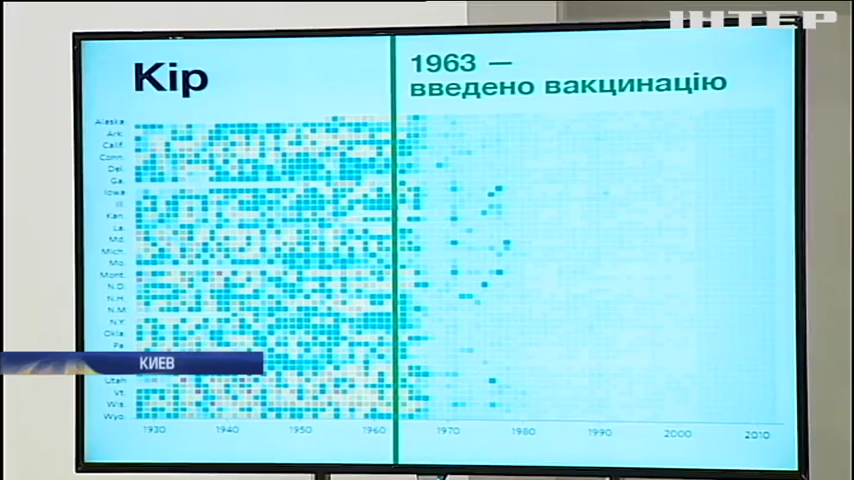 ІНТЕР
Кір
1963 —
введено вакцинацію
Alaska
Ark.
Calif.
Conn.
Del.
Ga.
Iowa
Ill.
Kan.
La.
Md.
Mich.
Mo.
Mont.
N.D.
N.H.
N.M.
N.Y.
Okla.
Pa.
КИЕВ
Utah
Vt.
Wis.
Wyo.
1930 1940 1950 1960 1970 1980 1990 2000 2010